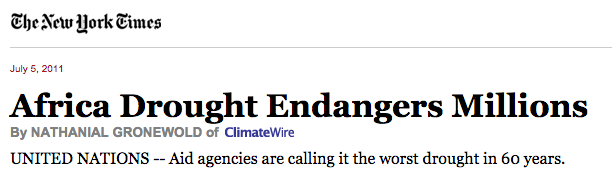 The New York Times
July 5, 2011
Africa Drought Endangers Millions
By NATHANIAL GRONEWOLD of ClimateWire
UNITED NATIONS -- Aid agencies are calling it the worst drought in 60 years.